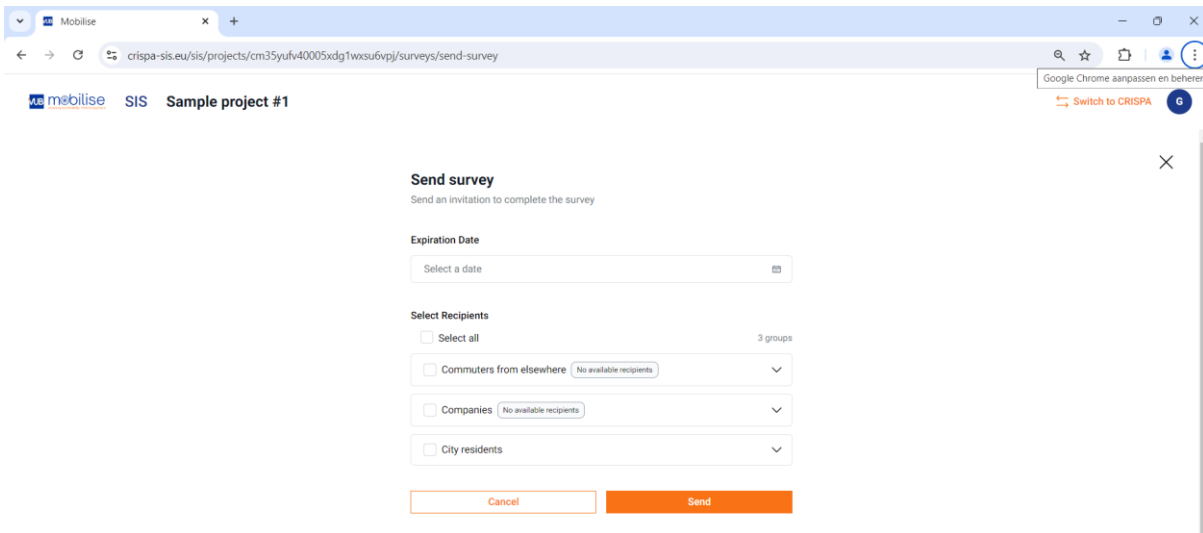 Mobilise
crispa-sis.eu/sis/projects/cm35yufv40005xdg1wxsu6vpj/surveys/send-survey
Google Chrome aanpassen en beheren
VUB mobilise SIS Sample project #1 Switch to CRISPA G
Send survey
Send an invitation to complete the survey
Expiration Date
Select a date
Select Recipients
Select all 3 groups
Commuters from elsewhere No available recipients
Companies No available recipients
City residents
Cancel Send